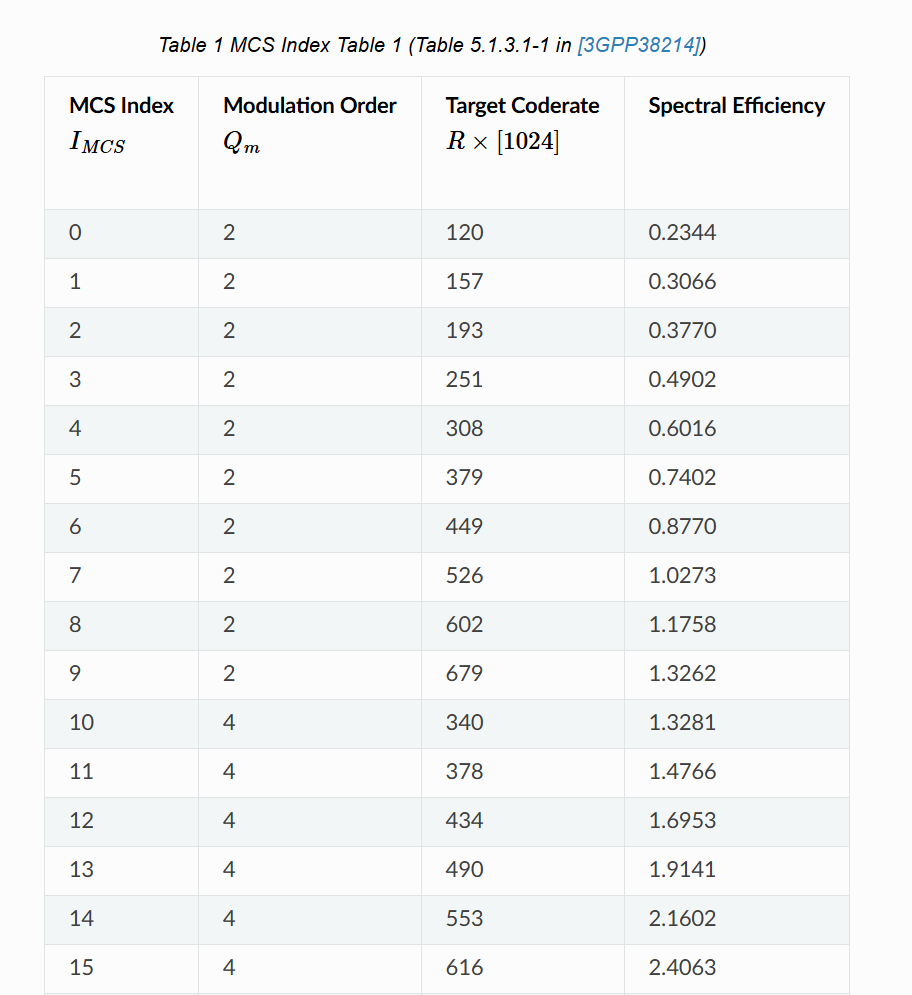 Table 1 MCS Index Table 1 (Table 5.1.3.1-1 in [3GPP38214])
MCS Index Modulation Order Target Coderate Spectral Efficiency
I_MCS Q_m R × [1024]
0 2 120 0.2344
1 2 157 0.3066
2 2 193 0.3770
3 2 251 0.4902
4 2 308 0.6016
5 2 379 0.7402
6 2 449 0.8770
7 2 526 1.0273
8 2 602 1.1758
9 2 679 1.3262
10 4 340 1.3281
11 4 378 1.4766
12 4 434 1.6953
13 4 490 1.9141
14 4 553 2.1602
15 4 616 2.4063